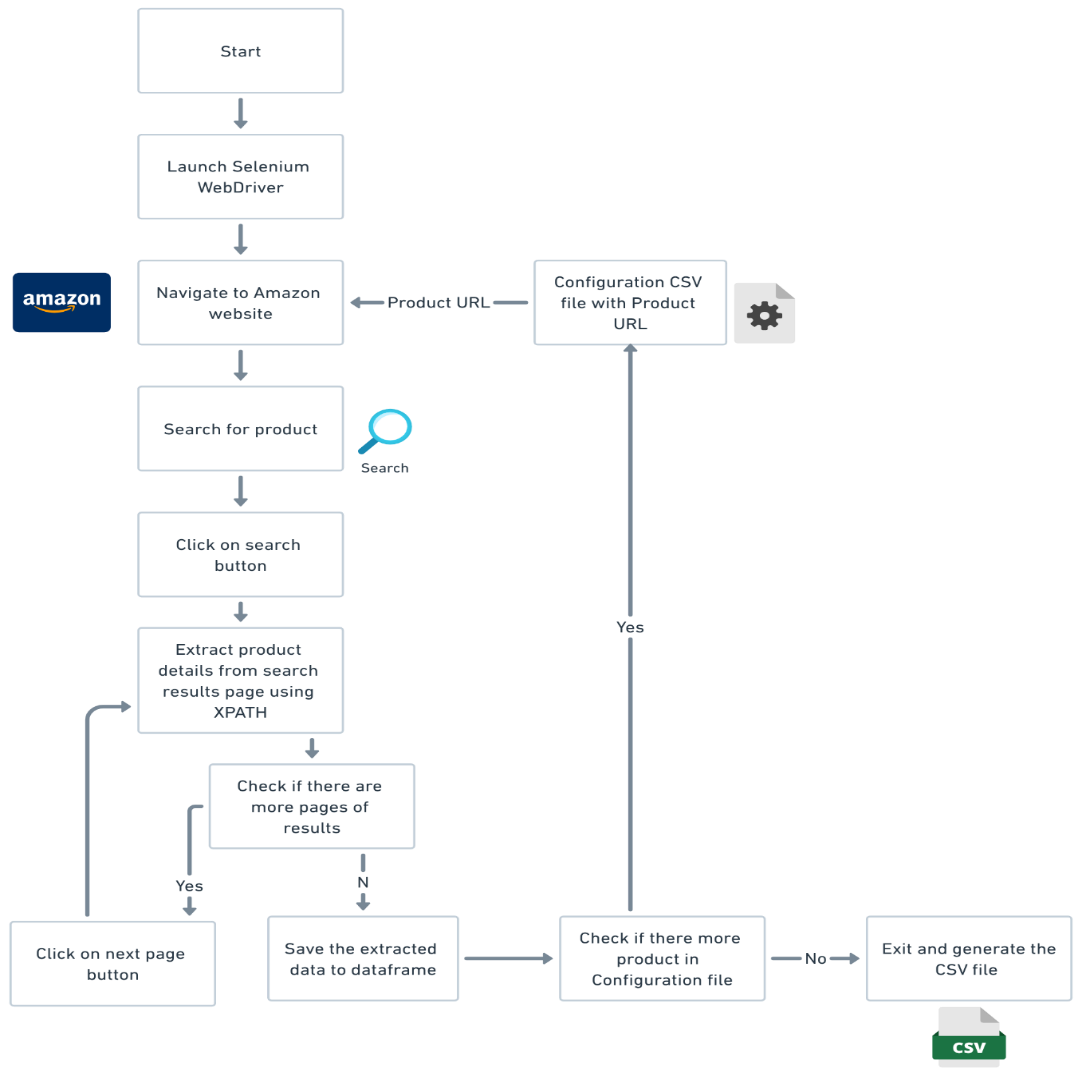 Start
Launch Selenium
WebDriver
amazon
Navigate to Amazon
website
Product URL
Configuration CSV
file with Product
URL
Search for product
Search
Click on search
button
Extract product
details from search
results page using
XPATH
Yes
Check if there are
more pages of
results
Yes
N
Click on next page
button
Save the extracted
data to dataframe
Check if there more
product in
Configuration file
No
Exit and generate the
CSV file
CSV